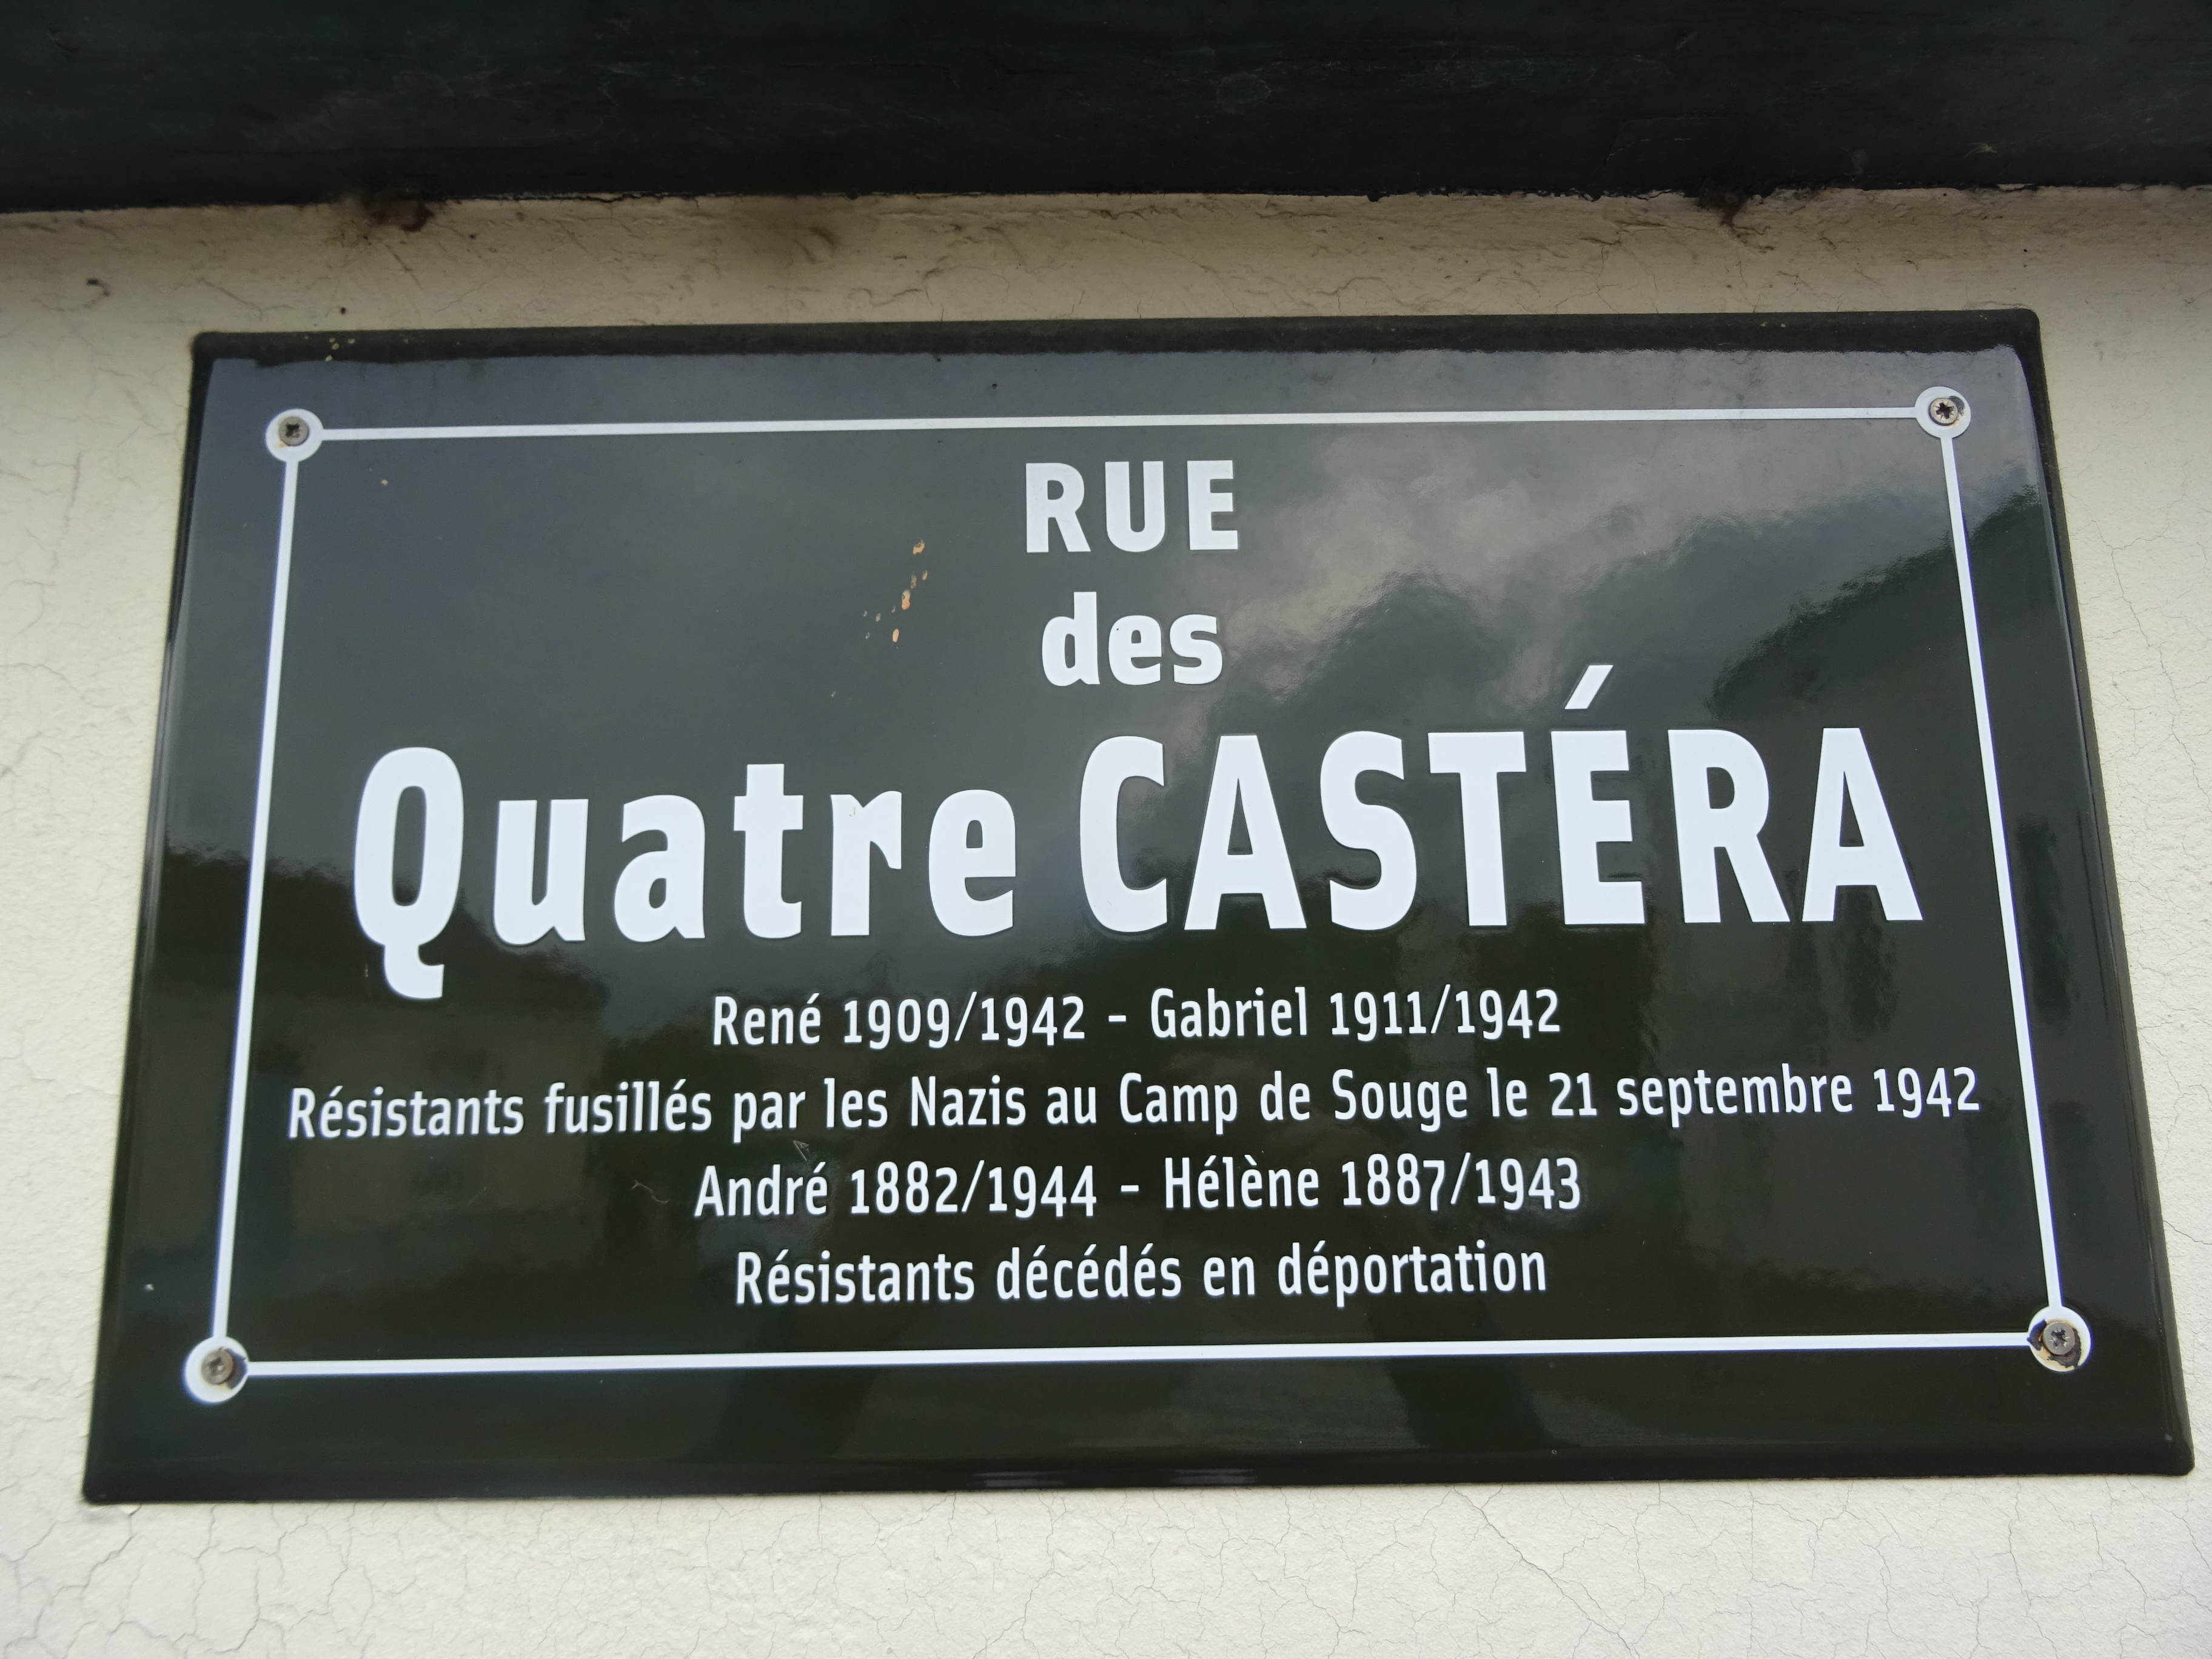 RUE
des
Quatre CASTÉRA
René 1909/1942 - Gabriel 1911/1942
Résistants fusillés par les Nazis au Camp de Souge le 21 septembre 1942
André 1882/1944 - Hélène 1887/1943
Résistants décédés en déportation